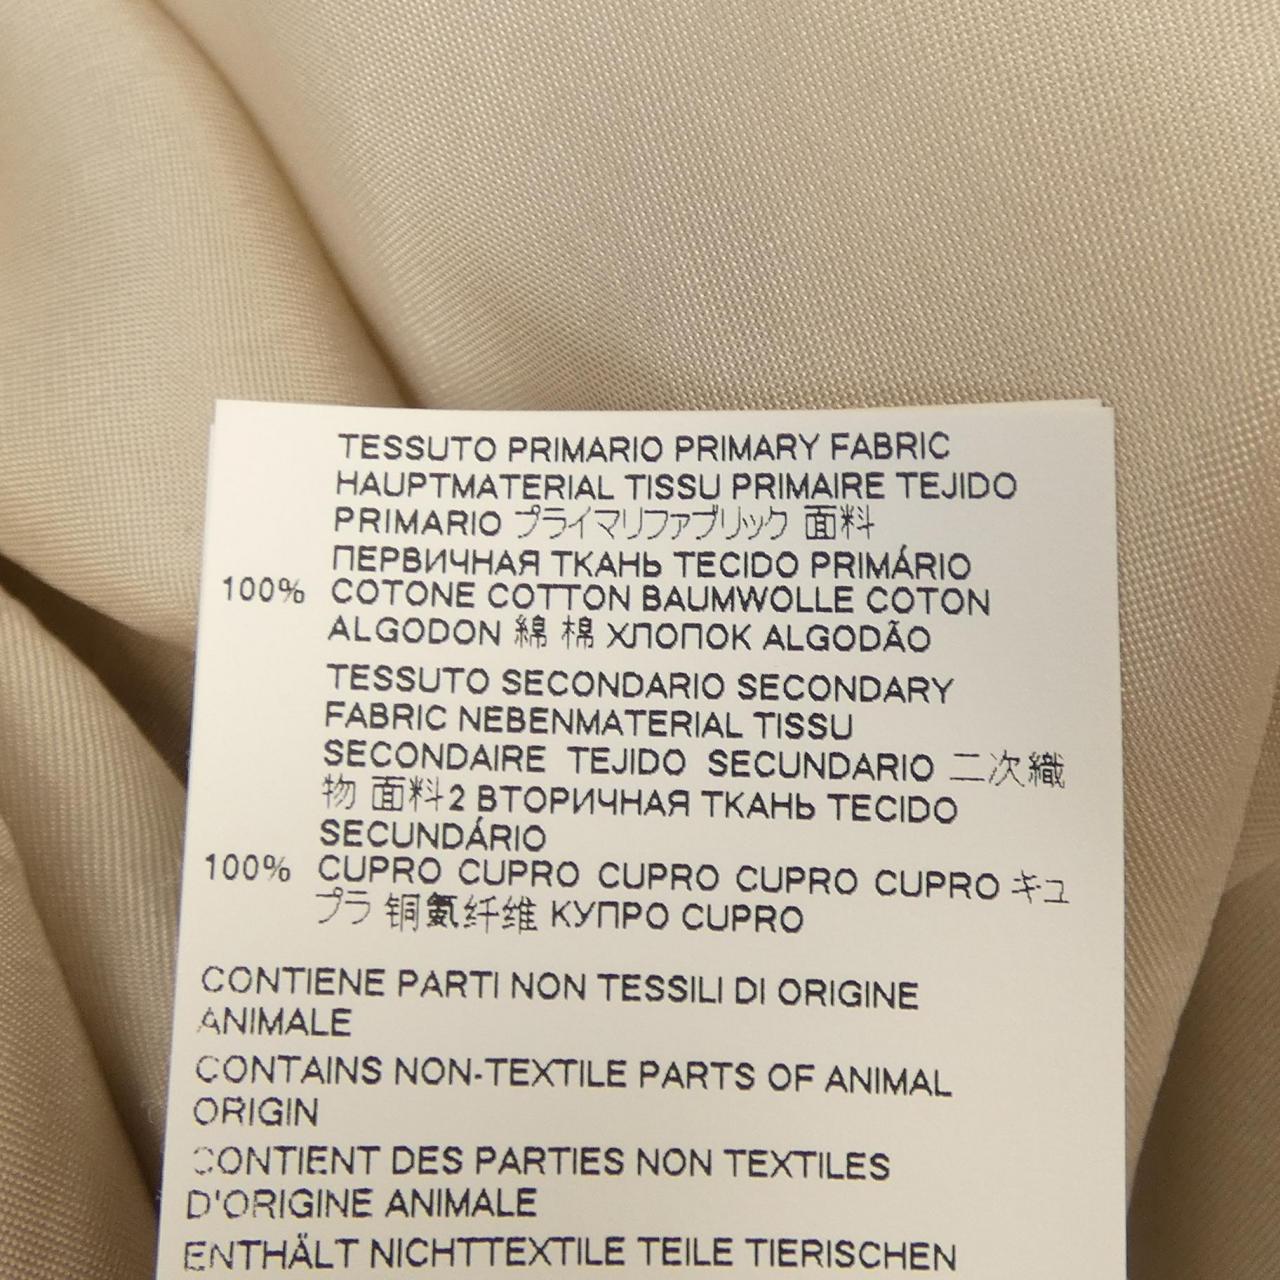 TESSUTO PRIMARIO PRIMARY FABRIC
HAUPTMATERIAL TISSU PRIMAIRE TEJIDO
PRIMARIO プライマリファブリック 面料
ПЕРВИЧНАЯ ТКАНЬ TECIDO PRIMÁRIO
100% COTONE COTTON BAUMWOLLE COTON
ALGODON 綿 棉 ХЛОПОК ALGODÃO
TESSUTO SECONDARIO SECONDARY
FABRIC NEBENMATERIAL TISSU
SECONDAIRE TEJIDO SECUNDARIO 二次織
物 面料2 ВТОРИЧНАЯ ТКАНЬ TECIDO
SECUNDÁRIO
100% CUPRO CUPRO CUPRO CUPRO CUPRO キュ
プラ 铜氨纤维 КУПРО CUPRO
CONTIENE PARTI NON TESSILI DI ORIGINE
ANIMALE
CONTAINS NON-TEXTILE PARTS OF ANIMAL
ORIGIN
CONTIENT DES PARTIES NON TEXTILES
D'ORIGINE ANIMALE
ENTHÄLT NICHTTEXTILE TEILE TIERISCHEN